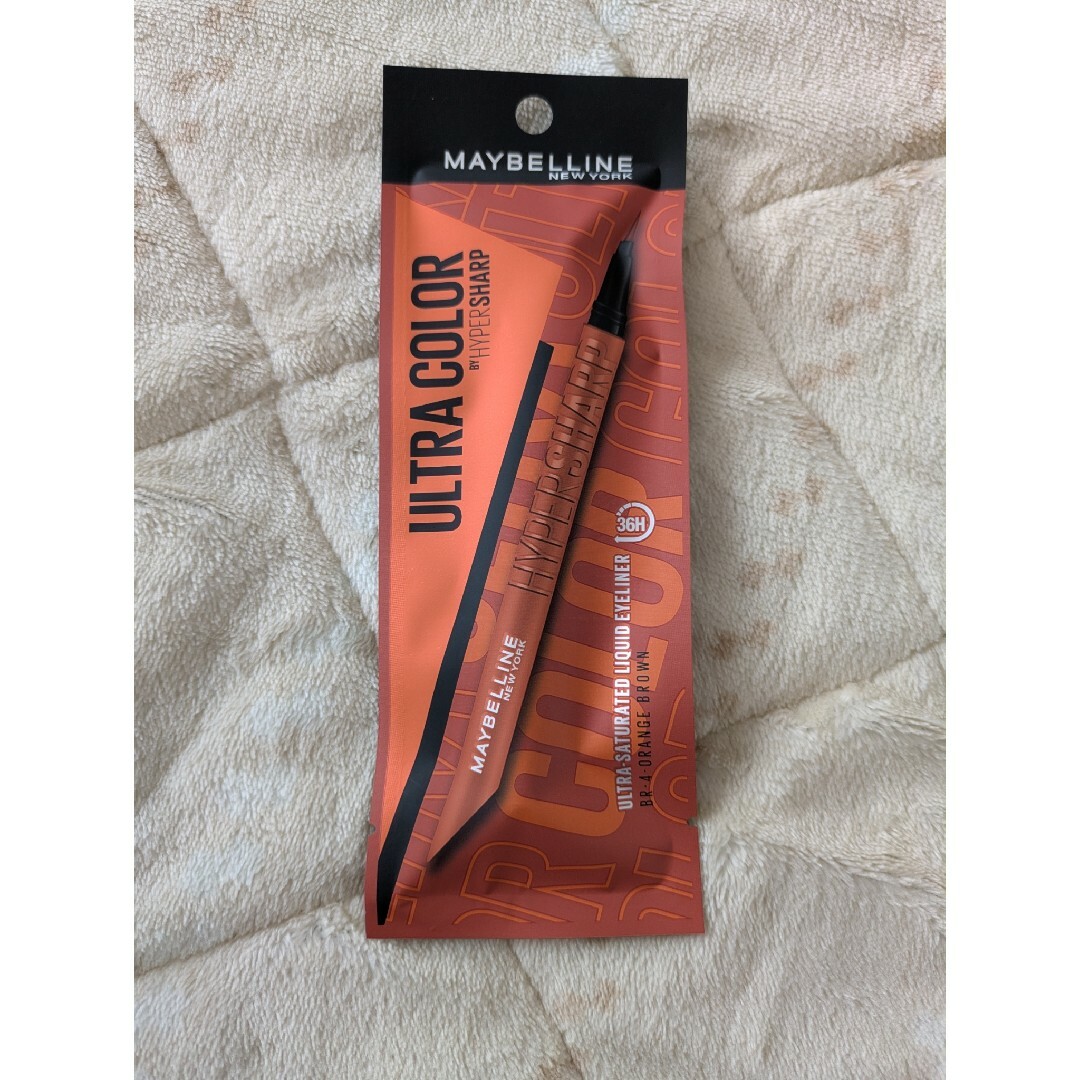 MAYBELLINE
NEW YORK
ULTRA COLOR
BY HYPERSHARP
HYPERSHARP
MAYBELLINE
NEW YORK
36H
ULTRA-SATURATED LIQUID EYELINER
BR-4-ORANGE BROWN
COLOR